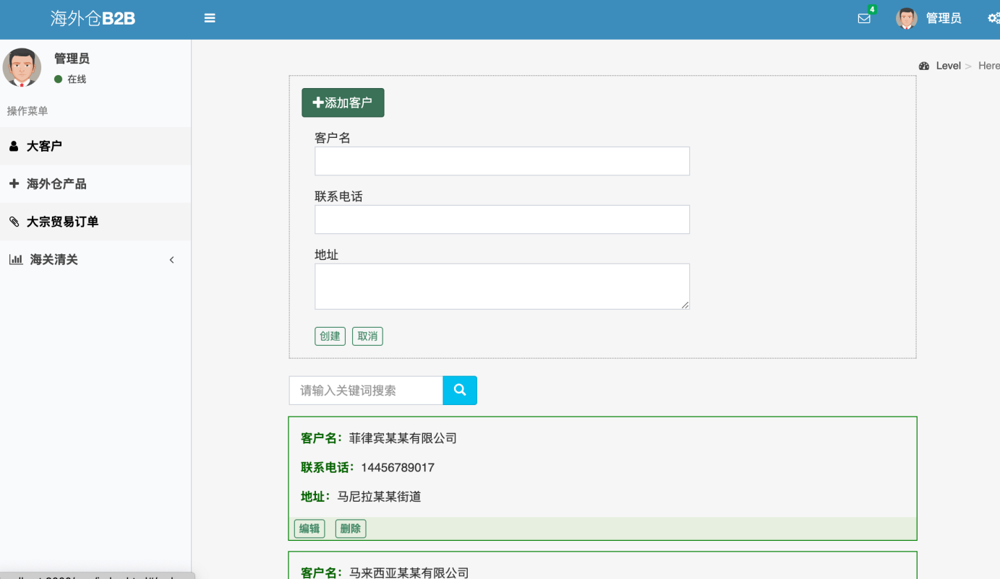 海外仓B2B
4
管理员
Level > Here
管理员
在线
操作菜单
大客户
海外仓产品
大宗贸易订单
海关清关
添加客户
客户名
联系电话
地址
创建 取消
请输入关键词搜索
客户名：菲律宾某某有限公司
联系电话：14456789017
地址：马尼拉某某街道
编辑 删除
客户名：马来西亚某某有限公司